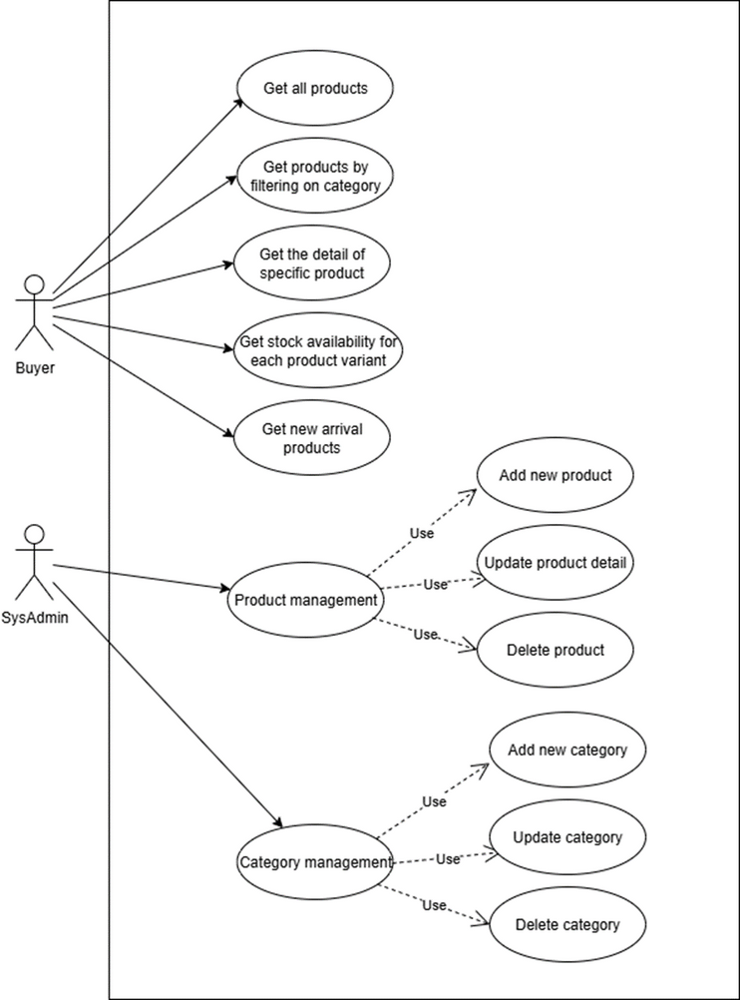 Get all products
Get products by
filtering on category
Get the detail of
specific product
Buyer
Get stock availability for
each product variant
Get new arrival
products
Add new product
Use
SysAdmin
Update product detail
Use
Product management
Use
Delete product
Add new category
Use
Update category
Use
Category management
Use
Delete category